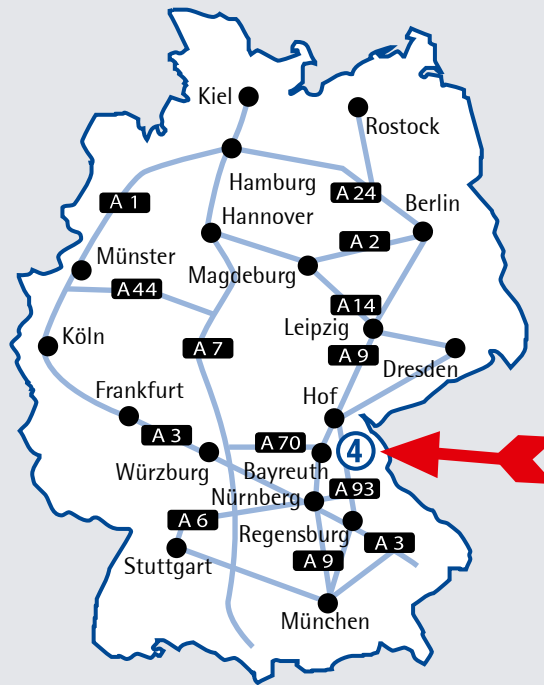 Kiel
Rostock
Hamburg
A 24
A 1
Hannover
Berlin
A 2
Münster
Magdeburg
A 44
A 14
Leipzig
Köln
A 7
A 9
Dresden
Frankfurt
Hof
A 3
A 70
4
Würzburg
Bayreuth
Nürnberg
A 93
A 6
Regensburg
A 3
Stuttgart
A 9
München